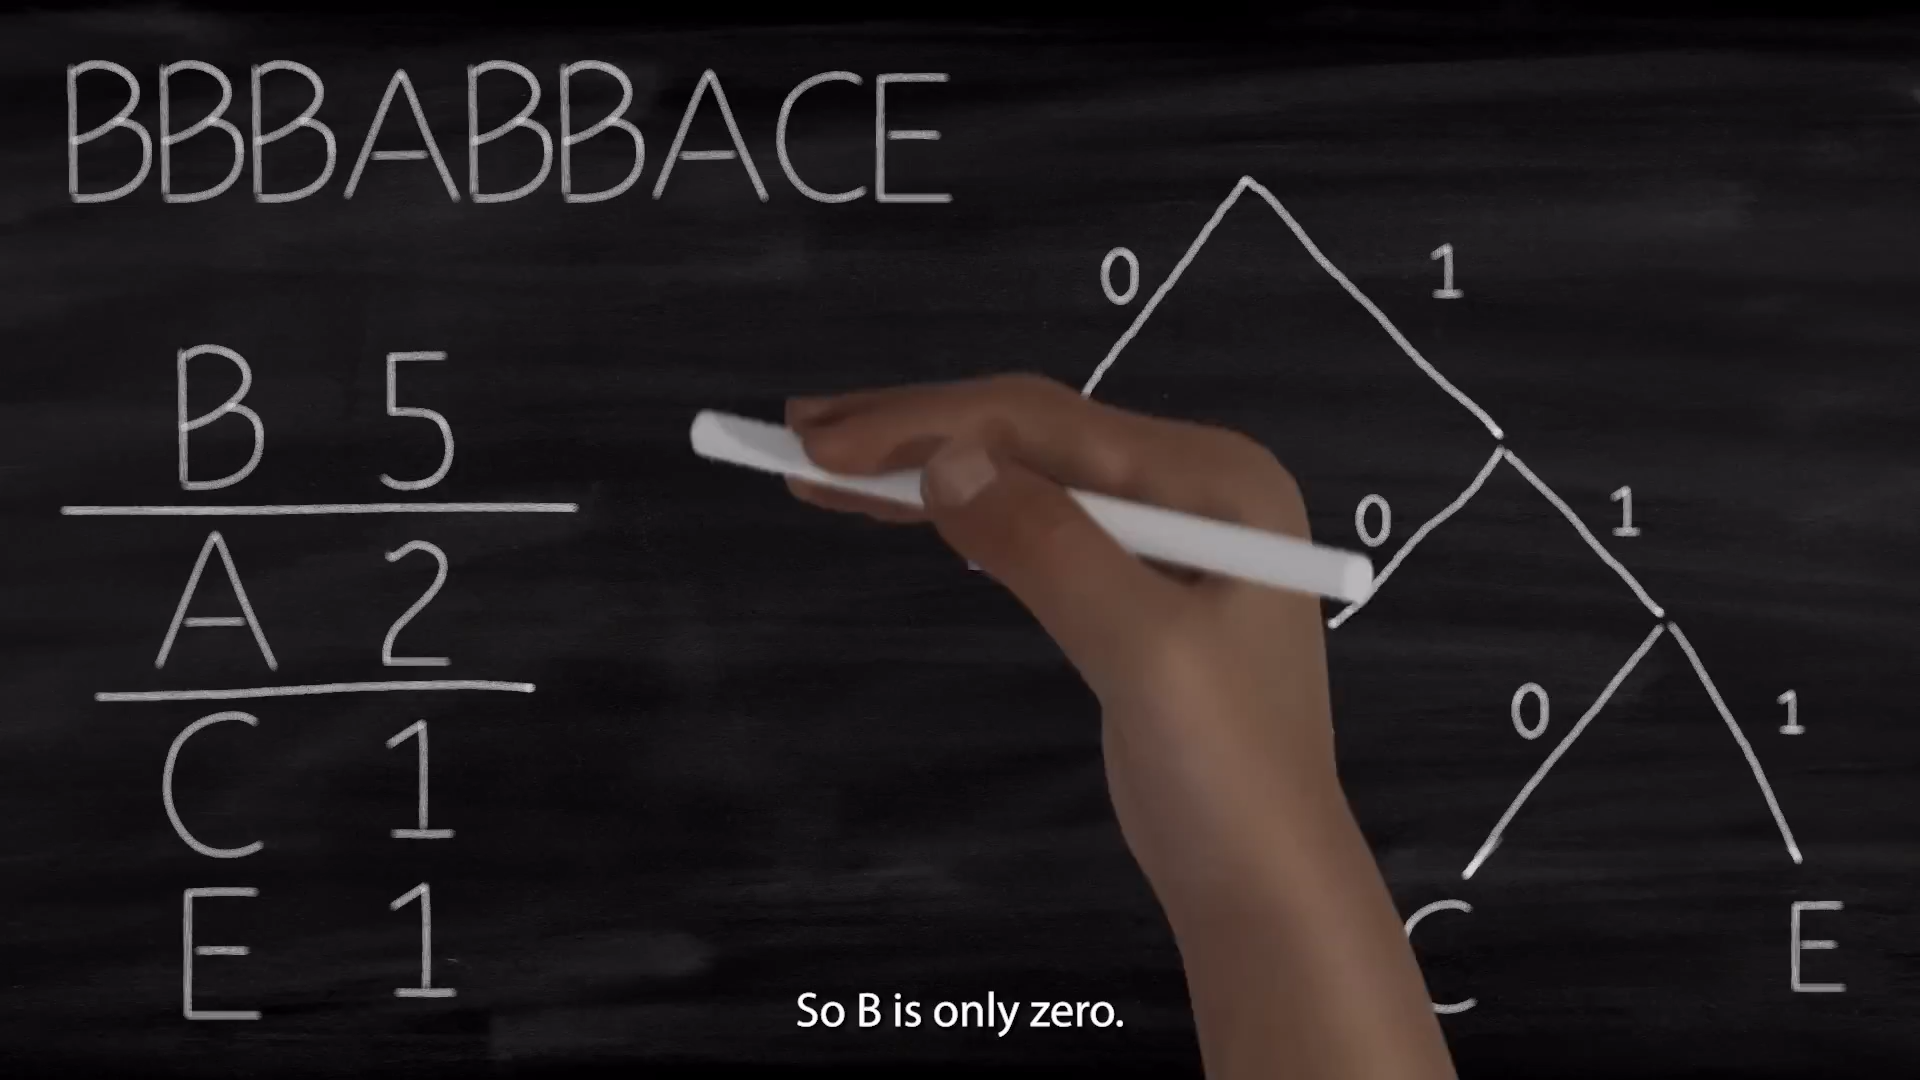 BBBABBACE
0 1
B 5
0 1
A 2
0 1
C 1
E 1
C E
So B is only zero.